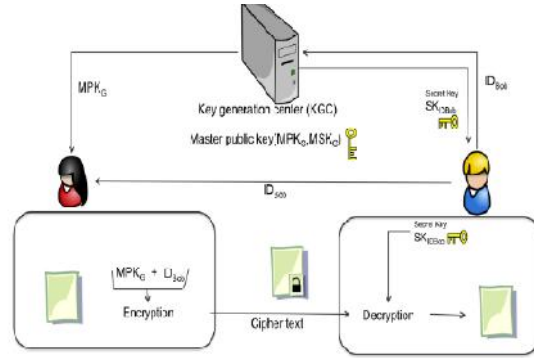 MPK_G
Key generation center (KGC)
Master public key(MPK_G,MSK_G)
Secret Key
SK_IDBob
ID_Bob
ID_Bob
MPK_G + ID_Bob
Encryption
Cipher text
Secret Key
SK_IDBob
Decryption